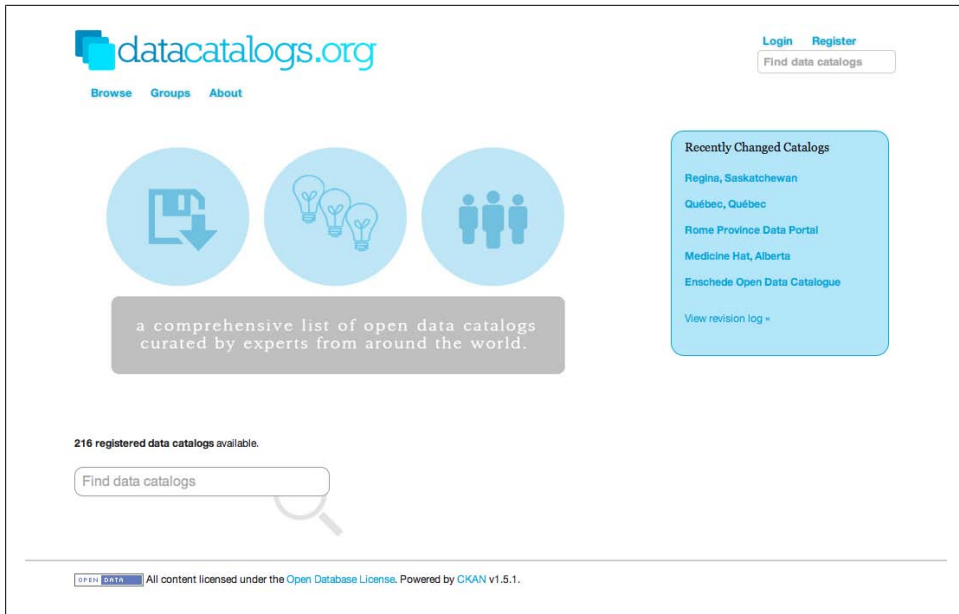 datacatalogs.org
Login Register
Find data catalogs
Browse Groups About
Recently Changed Catalogs
Regina, Saskatchewan
Québec, Québec
Rome Province Data Portal
Medicine Hat, Alberta
Enschede Open Data Catalogue
View revision log »
a comprehensive list of open data catalogs
curated by experts from around the world.
216 registered data catalogs available.
Find data catalogs
OPEN DATA All content licensed under the Open Database License. Powered by CKAN v1.5.1.